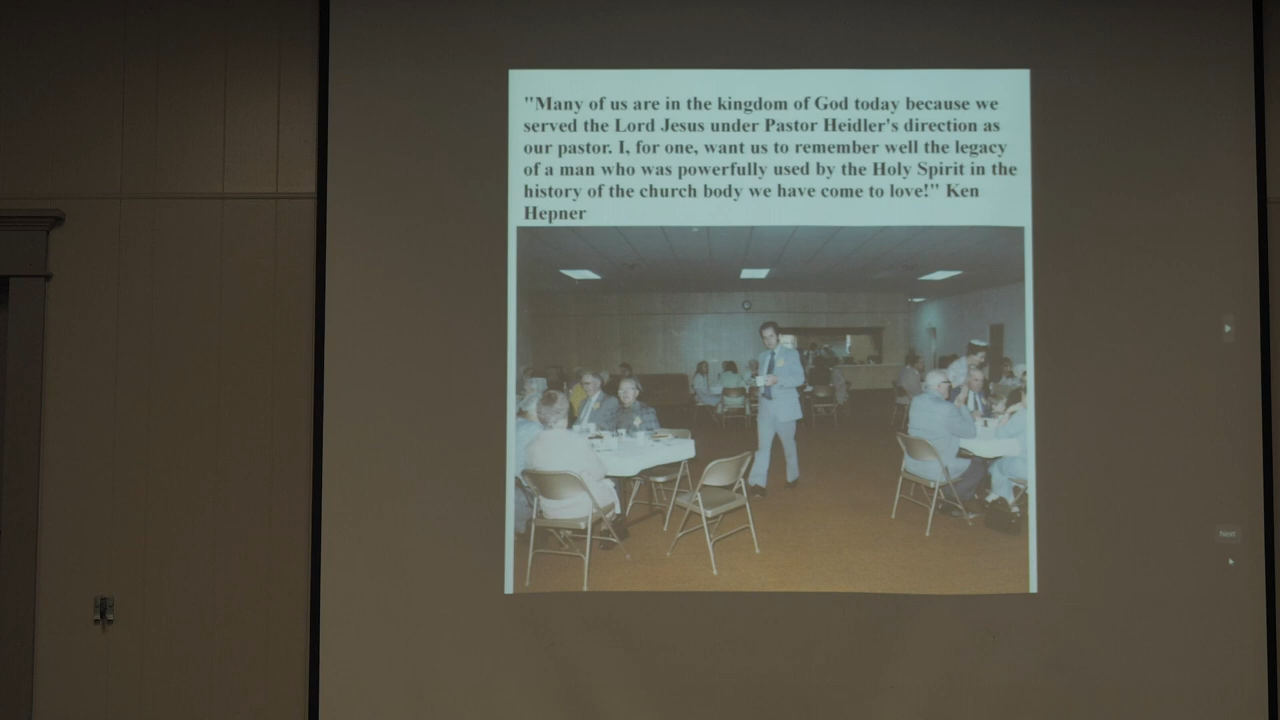 "Many of us are in the kingdom of God today because we
served the Lord Jesus under Pastor Heidler's direction as
our pastor. I, for one, want us to remember well the legacy
of a man who was powerfully used by the Holy Spirit in the
history of the church body we have come to love!" Ken
Hepner
Next